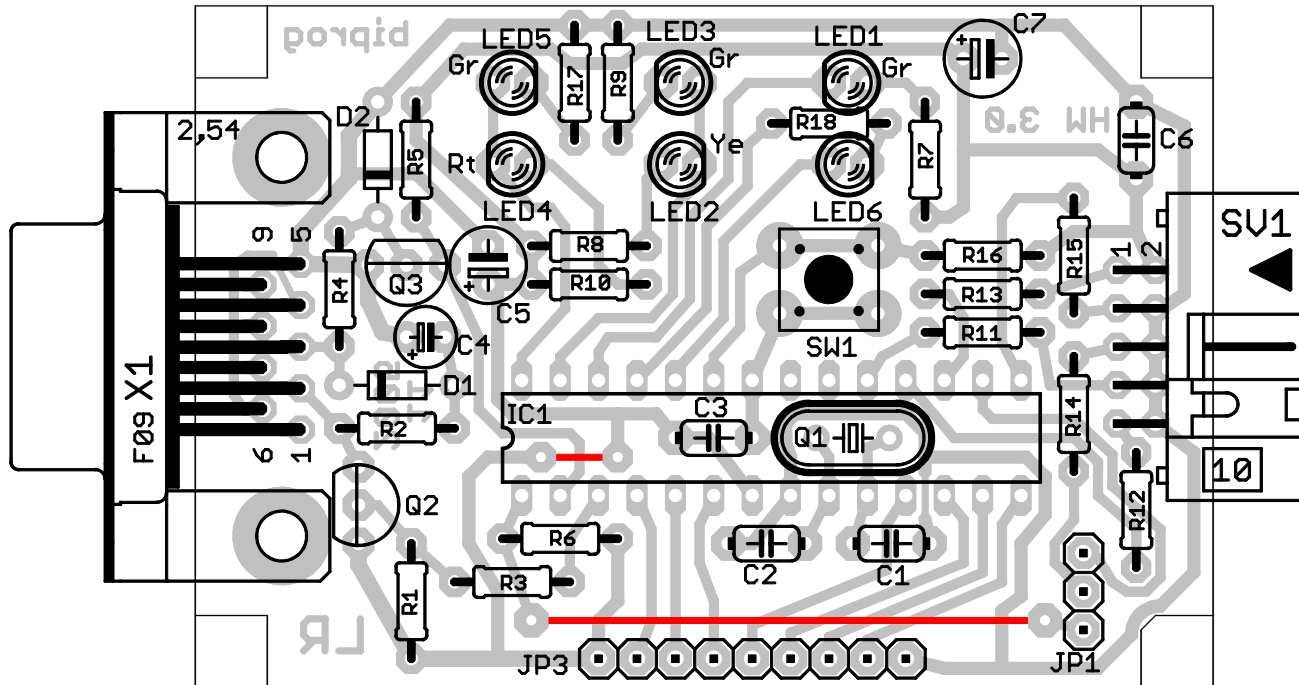 biprog
LED5
LED3
LED1
C7
Gr
R17
R9
Gr
Gr
2,54
D2
R18
HW 3.0
C6
R5
Rt
Ye
R7
LED4
LED2
LED6
9
5
R8
R16
R15
1
2
SV1
R4
Q3
R10
R13
C5
R11
C4
SW1
X1
D1
F09
R2
IC1
C3
Q1
R14
6
1
10
Q2
R12
R6
C2
C1
R3
R1
LR
JP3
JP1